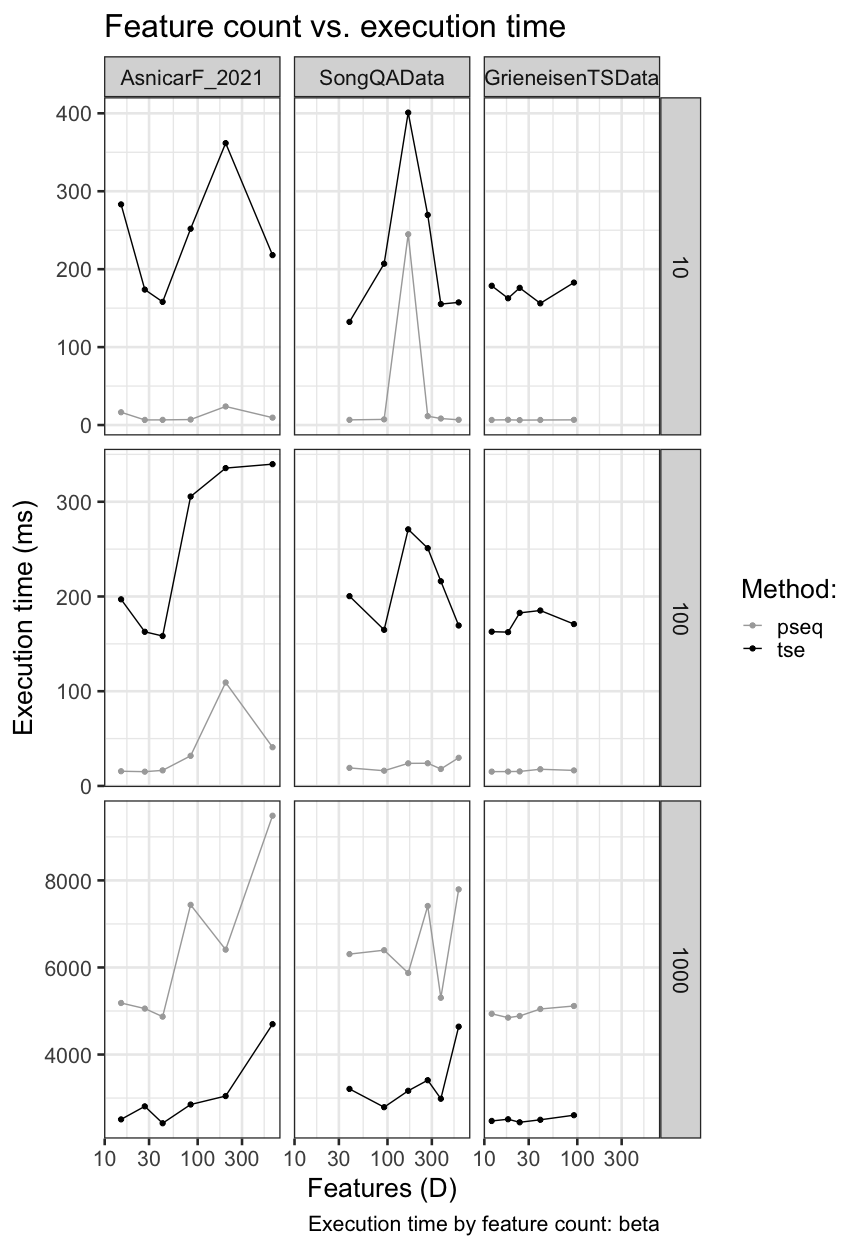 Feature count vs. execution time
AsnicarF_2021 SongQAData GrieneisenTSData
400
300
200
100
0
10
300
200
100
0
100
8000
6000
4000
1000
Execution time (ms)
10 30 100 300 10 30 100 300 10 30 100 300
Features (D)
Execution time by feature count: beta
Method:
pseq
tse